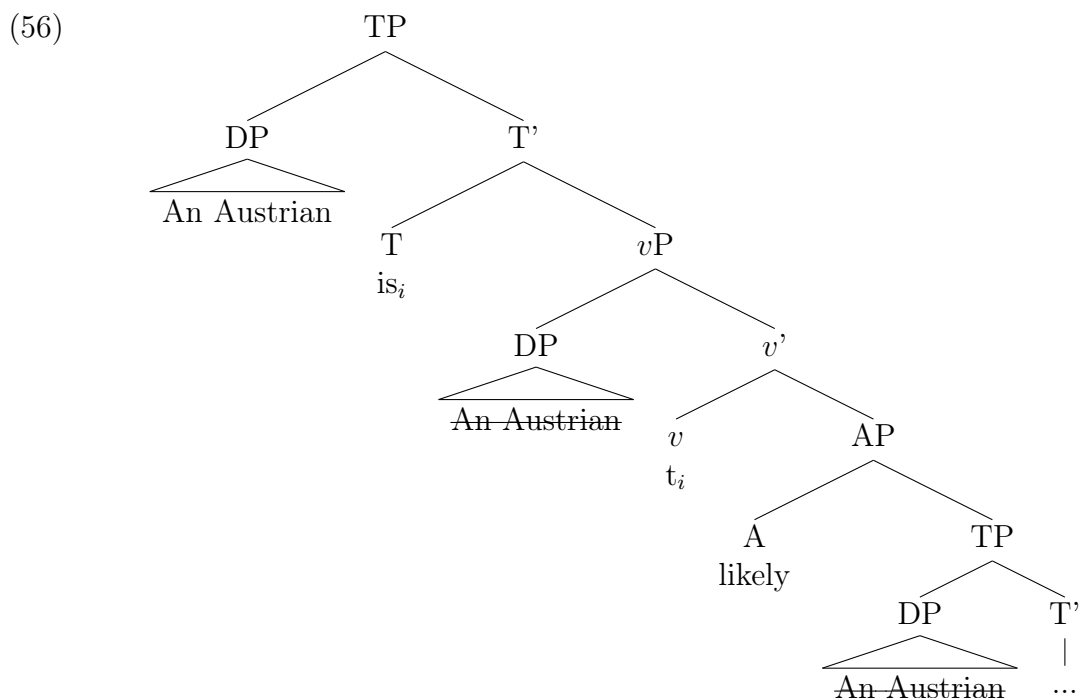 (56)
TP
DP T'
An Austrian
T vP
is_i
DP v'
An Austrian
v AP
t_i
A TP
likely
DP T'
An Austrian ...